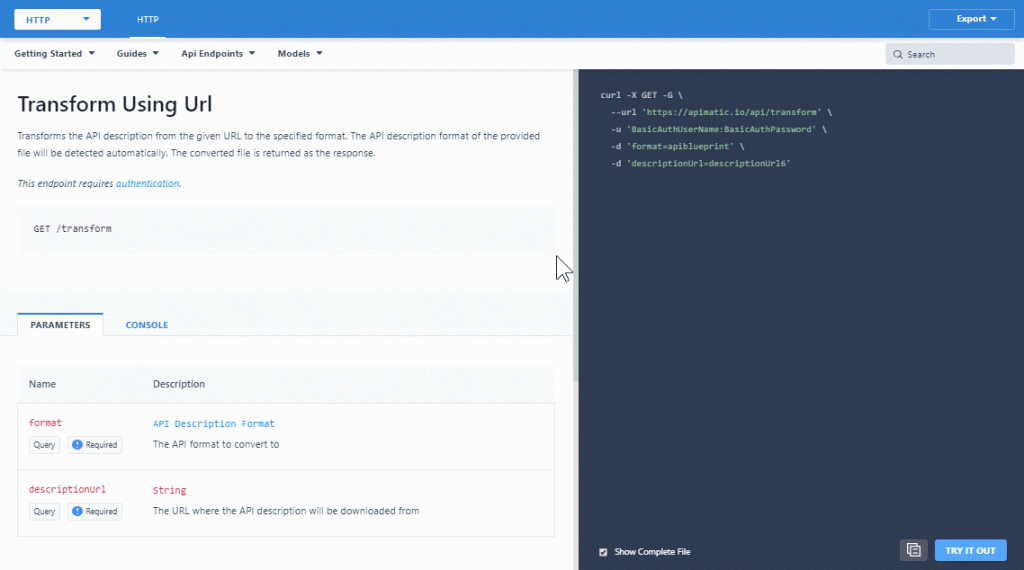 HTTP
HTTP
Export
Getting Started
Guides
Api Endpoints
Models
Search
Transform Using Url
Transforms the API description from the given URL to the specified format. The API description format of the provided
file will be detected automatically. The converted file is returned as the response.
This endpoint requires authentication.
GET /transform
PARAMETERS
CONSOLE
Name
Description
format
API Description Format
Query
Required
The API format to convert to
descriptionUrl
String
Query
Required
The URL where the API description will be downloaded from
curl -X GET -G \
--url 'https://apimatic.io/api/transform' \
-u 'BasicAuthUserName:BasicAuthPassword' \
-d 'format=apiblueprint' \
-d 'descriptionUrl=descriptionUrl6'
Show Complete File
TRY IT OUT